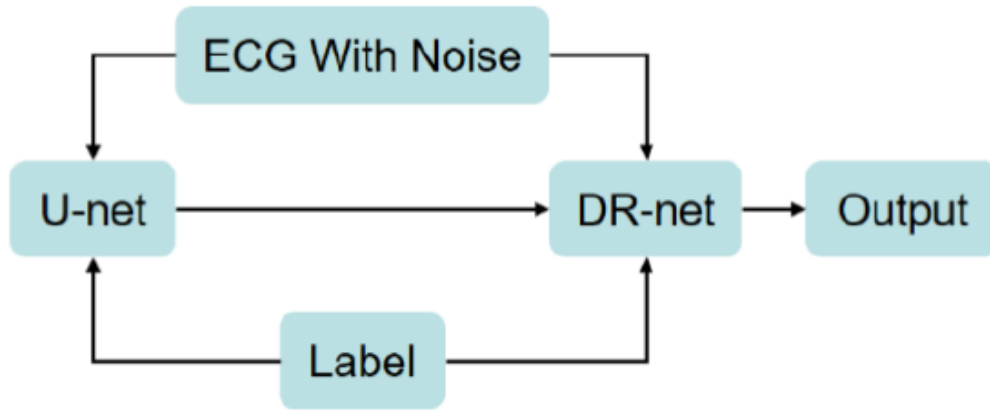 ECG With Noise
U-net
DR-net
Output
Label